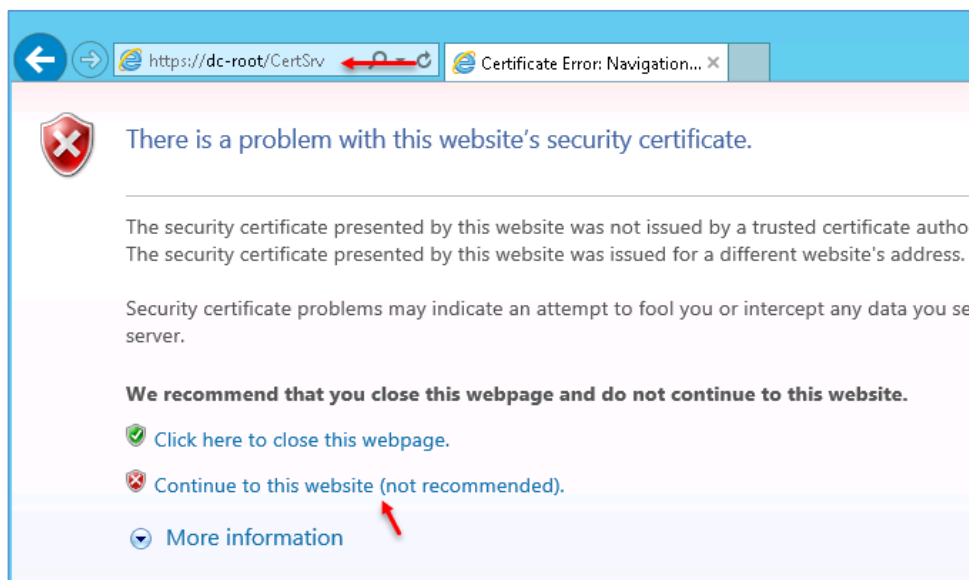 https://dc-root/CertSrv
Certificate Error: Navigation...
There is a problem with this website's security certificate.
The security certificate presented by this website was not issued by a trusted certificate autho
The security certificate presented by this website was issued for a different website's address.
Security certificate problems may indicate an attempt to fool you or intercept any data you se
server.
We recommend that you close this webpage and do not continue to this website.
Click here to close this webpage.
Continue to this website (not recommended).
More information